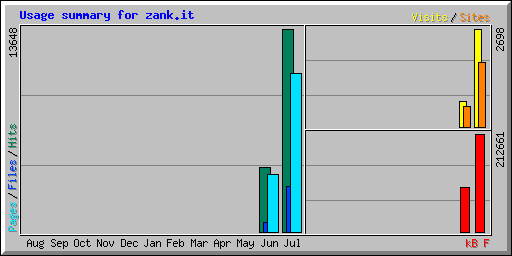 Usage summary for zank.it
Visits/Sites
13648
2698
Pages/Files/Hits
212661
Aug Sep Oct Nov Dec Jan Feb Mar Apr May Jun Jul
kB F